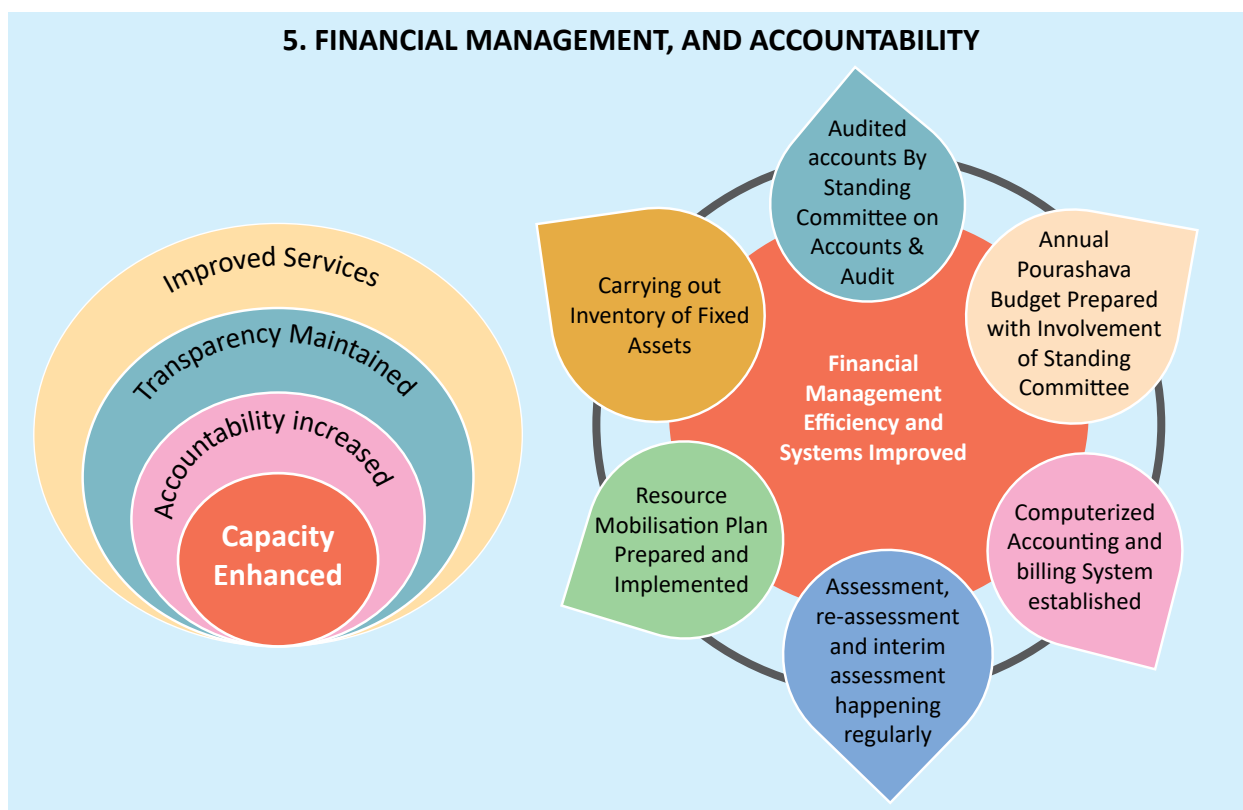 5. FINANCIAL MANAGEMENT, AND ACCOUNTABILITY
Improved Services
Transparency Maintained
Accountability increased
Capacity
Enhanced
Audited
accounts By
Standing
Committee on
Accounts &
Audit
Annual
Pourashava
Budget Prepared
with Involvement
of Standing
Committee
Computerized
Accounting and
billing System
established
Assessment,
re-assessment
and interim
assessment
happening
regularly
Resource
Mobilisation Plan
Prepared and
Implemented
Carrying out
Inventory of Fixed
Assets
Financial
Management
Efficiency and
Systems Improved